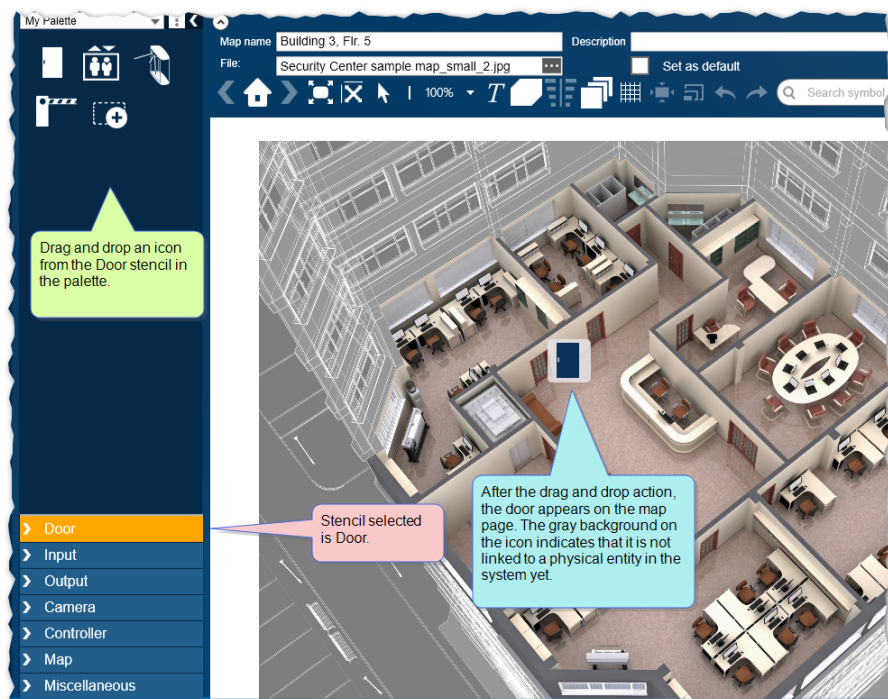 My Palette
Map name
Building 3, Flr. 5
Description
File:
Security Center sample map_small_2.jpg
Set as default
100%
T
Search symbol
Drag and drop an icon
from the Door stencil in
the palette.
After the drag and drop action,
the door appears on the map
page. The gray background on
the icon indicates that it is not
linked to a physical entity in the
system yet.
Stencil selected
is Door.
Door
Input
Output
Camera
Controller
Map
Miscellaneous